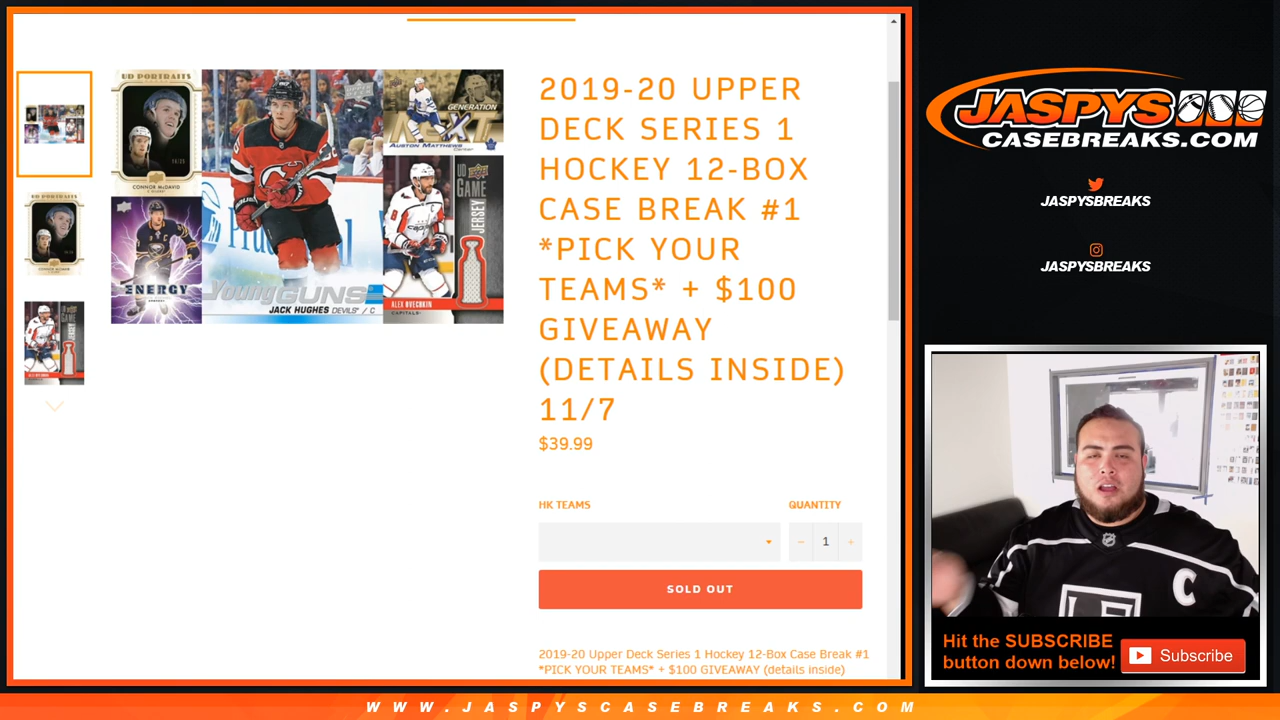 2019-20 UPPER
DECK SERIES 1
HOCKEY 12-BOX
CASE BREAK #1
*PICK YOUR
TEAMS* + $100
GIVEAWAY
(DETAILS INSIDE)
11/7
$39.99
HK TEAMS
QUANTITY
− 1 +
SOLD OUT
2019-20 Upper Deck Series 1 Hockey 12-Box Case Break #1
*PICK YOUR TEAMS* + $100 GIVEAWAY (details inside)
UD PORTRAITS
CONNOR McDAVID
ENERGY
Young GUNS
JACK HUGHES DEVILS / C
GENERATION
NEXT
AUSTON MATTHEWS
UD GAME
JERSEY
ALEX OVECHKIN
CAPITALS
JASPYS
CASEBREAKS.COM
JASPYSBREAKS
JASPYSBREAKS
C
LA
Hit the SUBSCRIBE
button down below!
Subscribe
WWW.JASPYSCASEBREAKS.COM